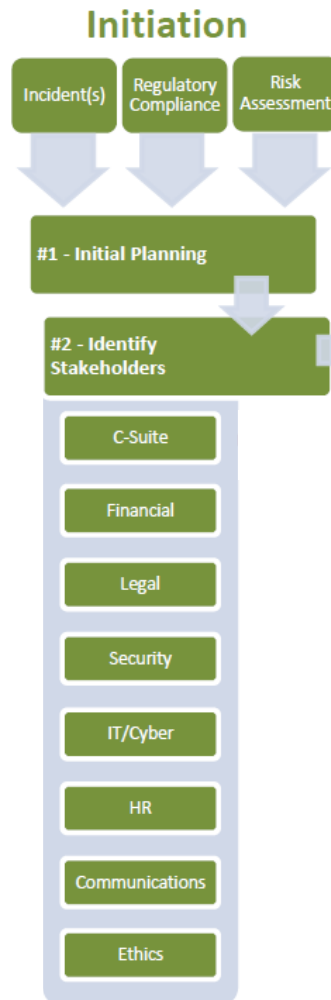 Initiation
Incident(s)
Regulatory
Compliance
Risk
Assessment
#1 - Initial Planning
#2 - Identify
Stakeholders
C-Suite
Financial
Legal
Security
IT/Cyber
HR
Communications
Ethics